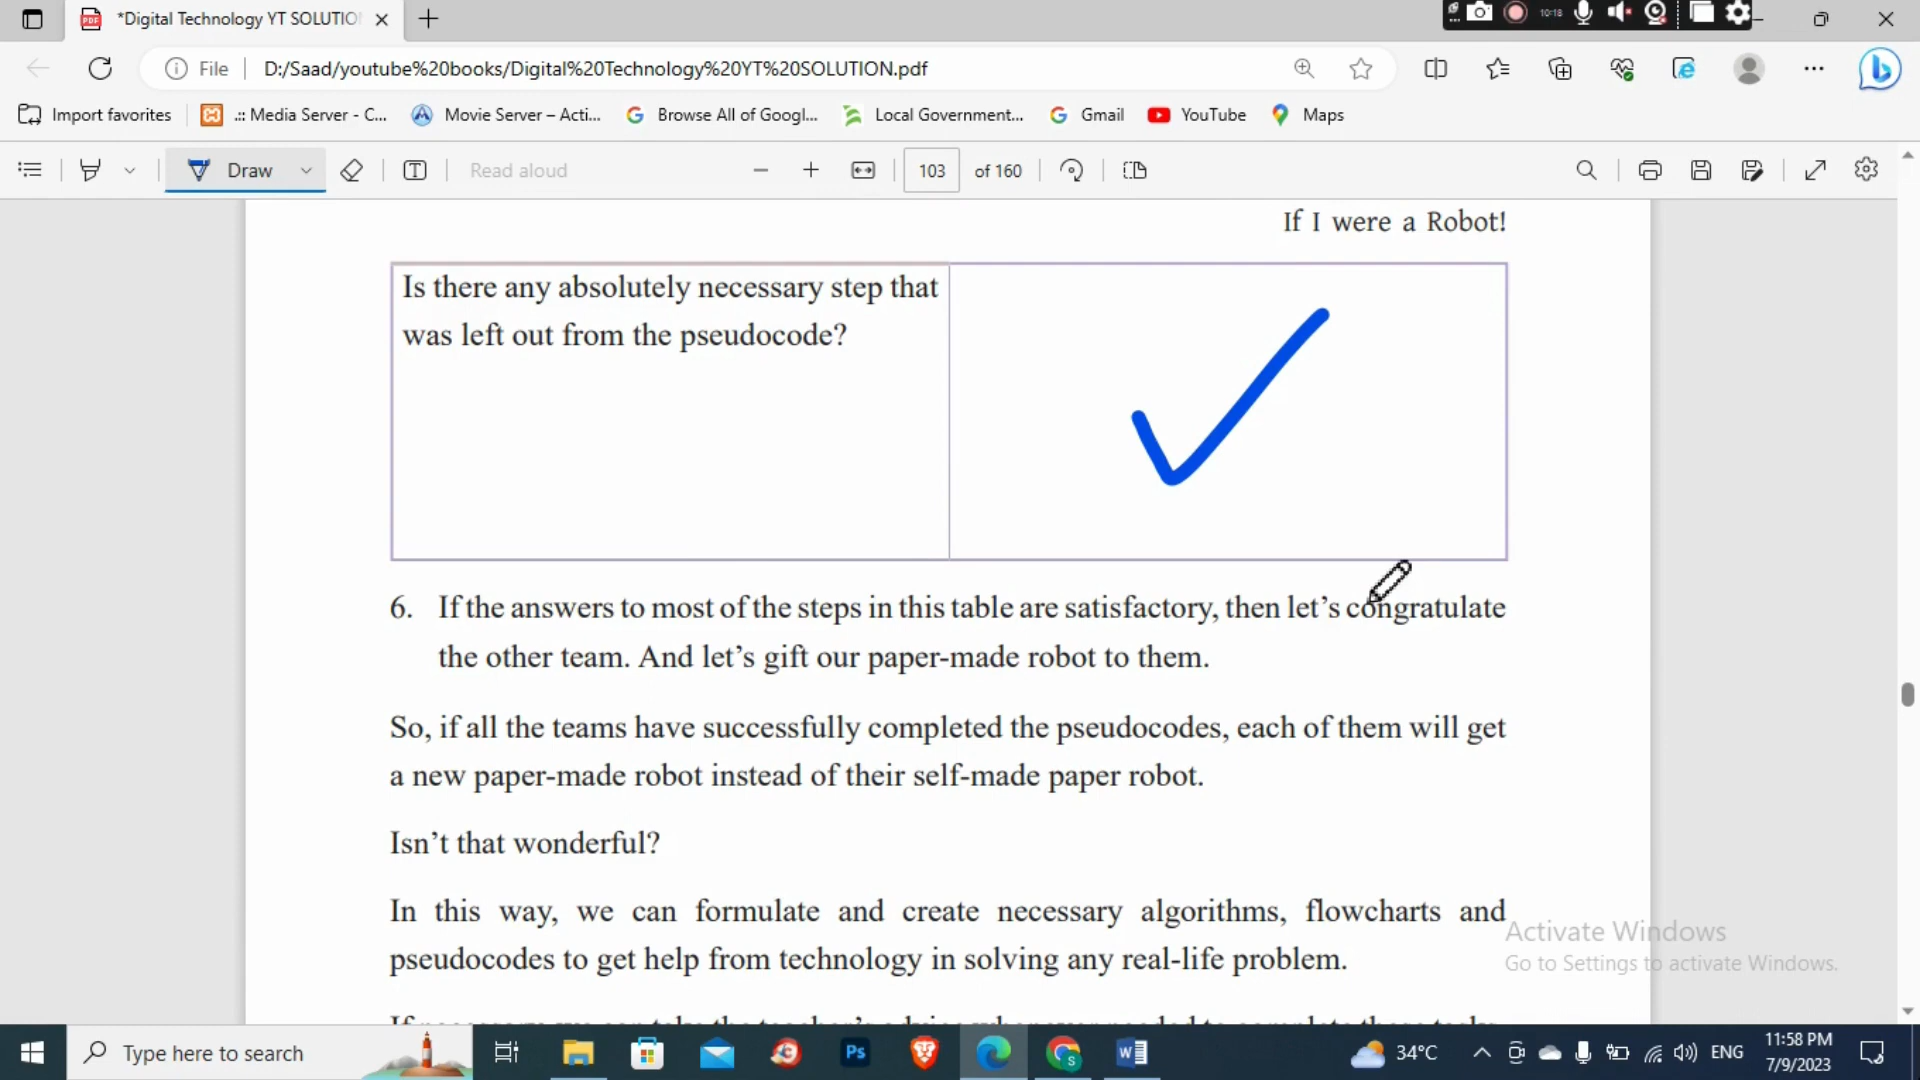 *Digital Technology YT SOLUTIO
10:18
File
D:/Saad/youtube%20books/Digital%20Technology%20YT%20SOLUTION.pdf
Import favorites
.:: Media Server - C...
Movie Server – Acti...
Browse All of Googl...
Local Government...
Gmail
YouTube
Maps
Draw
Read aloud
103 of 160
If I were a Robot!
Is there any absolutely necessary step that
was left out from the pseudocode?
6. If the answers to most of the steps in this table are satisfactory, then let’s congratulate
the other team. And let’s gift our paper-made robot to them.
So, if all the teams have successfully completed the pseudocodes, each of them will get
a new paper-made robot instead of their self-made paper robot.
Isn’t that wonderful?
In this way, we can formulate and create necessary algorithms, flowcharts and
pseudocodes to get help from technology in solving any real-life problem.
Activate Windows
Go to Settings to activate Windows.
Type here to search
34°C
ENG
11:58 PM
7/9/2023